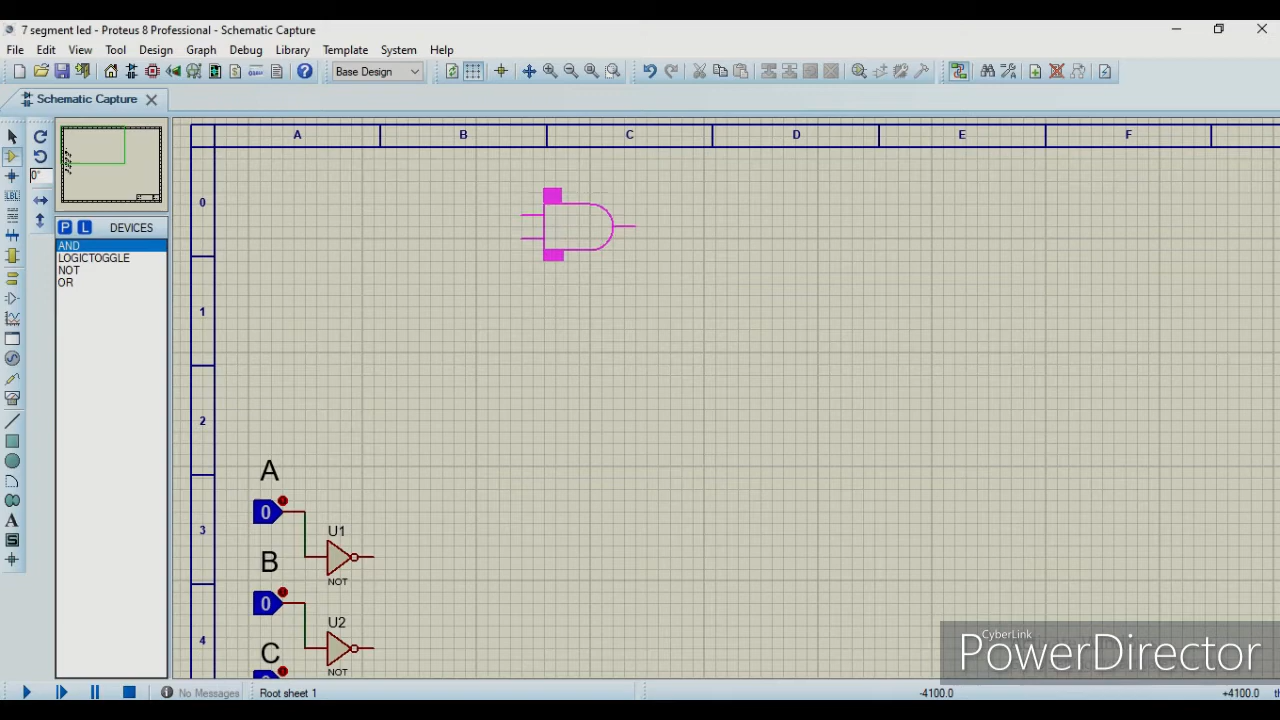 7 segment led - Proteus 8 Professional - Schematic Capture
File Edit View Tool Design Graph Debug Library Template System Help
Base Design
Schematic Capture
A B C D E F
0°
P L DEVICES
AND
LOGICTOGGLE
NOT
OR
LBL
A
S
0
1
2
3
4
A
0
U1
NOT
B
0
U2
NOT
C
CyberLink
PowerDirector
No Messages Root sheet 1 -4100.0 +4100.0 th